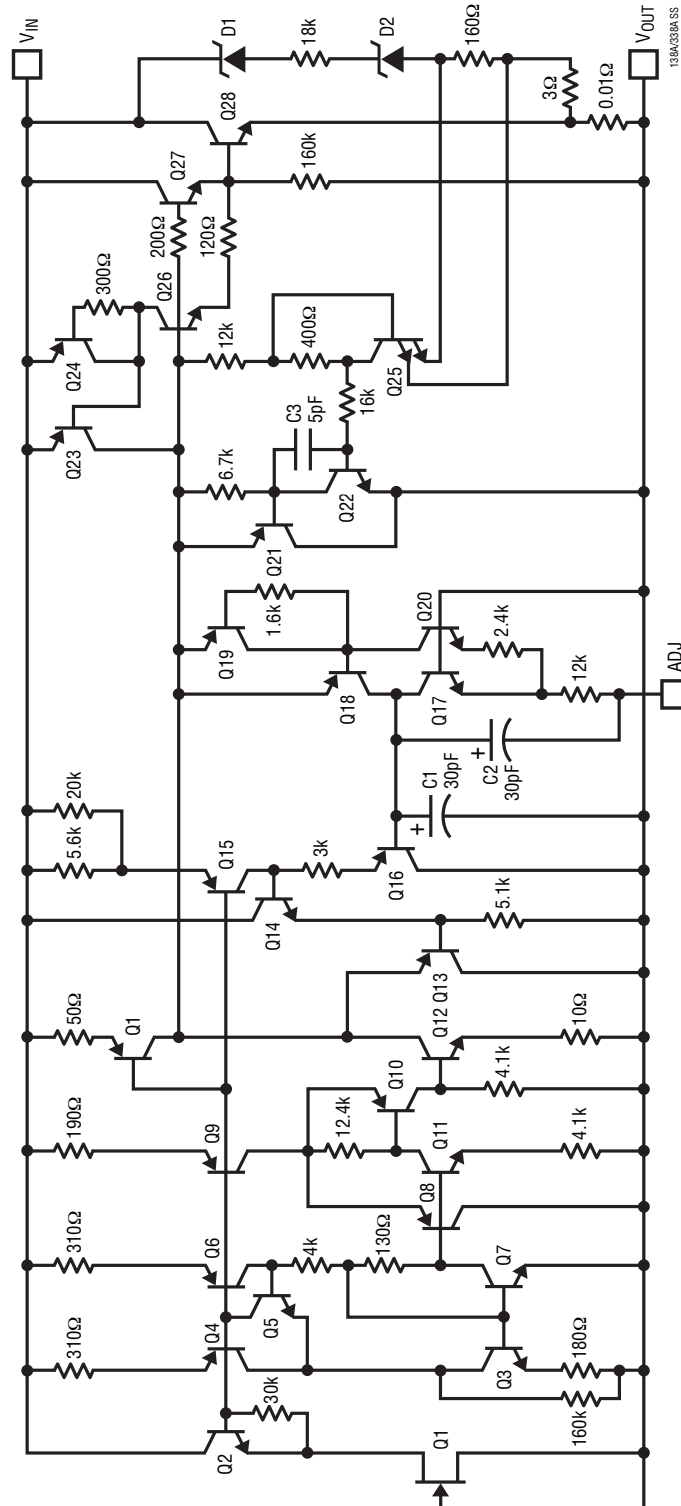 VIN
310Ω
310Ω
190Ω
50Ω
5.6k
20k
Q24
300Ω
Q23
D1
18k
D2
160Ω
3Ω
0.01Ω
Q28
Q27
200Ω
Q26
120Ω
160k
12k
400Ω
Q25
16k
C3
5pF
6.7k
Q22
Q21
Q19
1.6k
Q18
Q20
2.4k
Q17
12k
+
C2
30pF
+
C1
30pF
Q15
3k
Q16
Q14
5.1k
Q1
Q13
Q12
10Ω
Q10
4.1k
Q9
12.4k
Q11
4.1k
Q8
Q6
4k
130Ω
Q7
Q4
Q5
Q3
180Ω
160k
Q2
30k
Q1
ADJ
VOUT
138A/338A SS